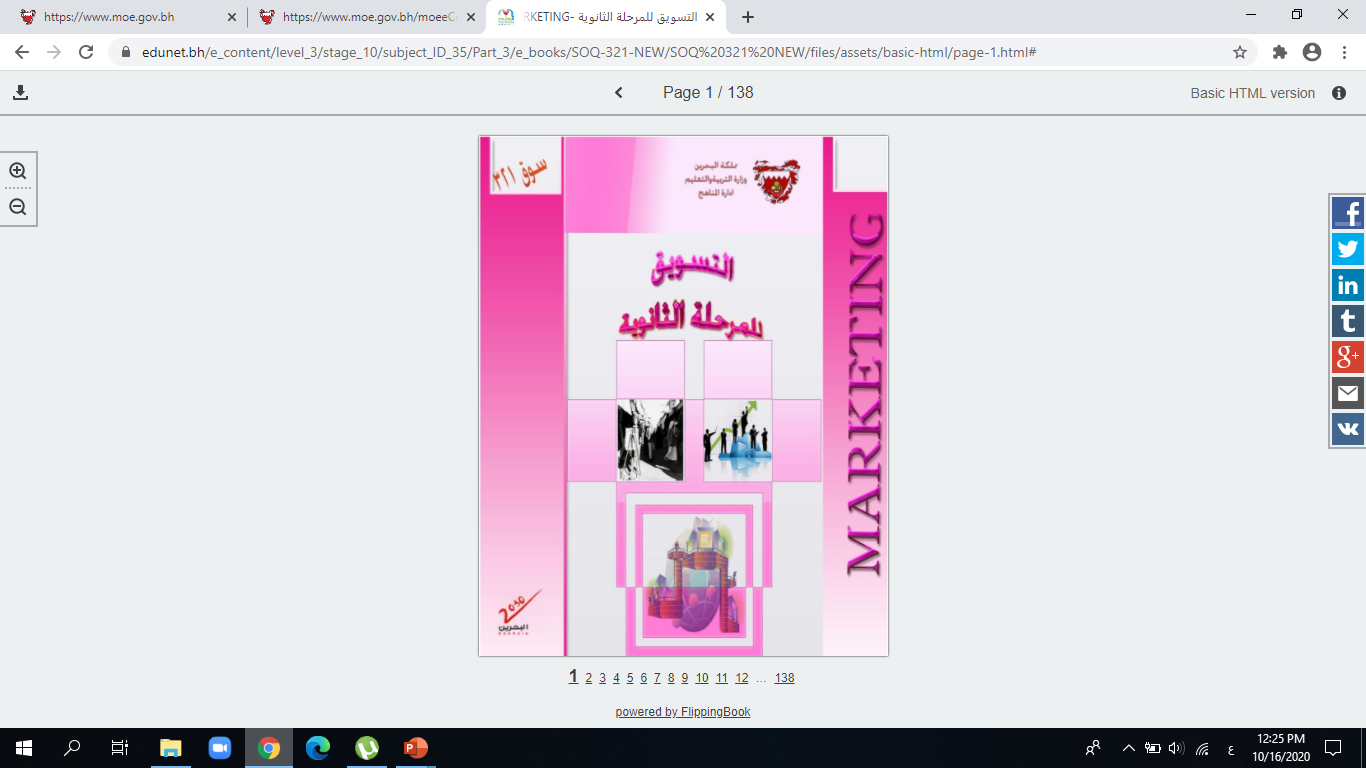 https://www.moe.gov.bh
https://www.moe.gov.bh/moeeC
التسويق للمرحلة الثانوية -RKETING
edunet.bh/e_content/level_3/stage_10/subject_ID_35/Part_3/e_books/SOQ-321-NEW/SOQ%20321%20NEW/files/assets/basic-html/page-1.html#
Page 1 / 138
Basic HTML version
سوق ٣٢١
مملكة البحرين
وزارة التربية والتعليم
ادارة المناهج
MARKETING
التسويق
للمرحلة الثانوية
2030
البحرين
BAHRAIN
1 2 3 4 5 6 7 8 9 10 11 12 ... 138
powered by FlippingBook
12:25 PM
ع
10/16/2020